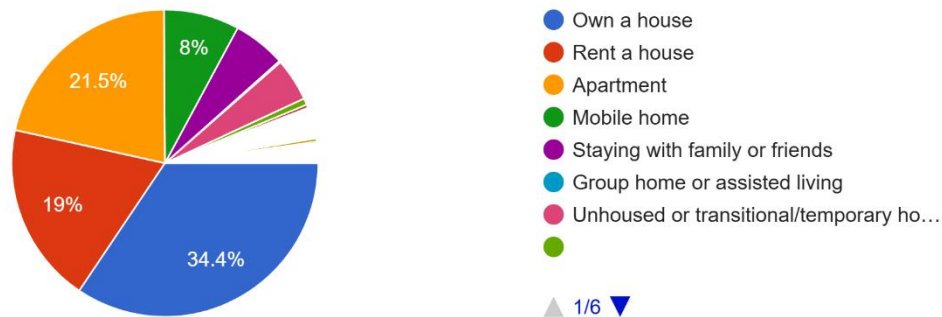 8%
21.5%
19%
34.4%
Own a house
Rent a house
Apartment
Mobile home
Staying with family or friends
Group home or assisted living
Unhoused or transitional/temporary ho…
1/6